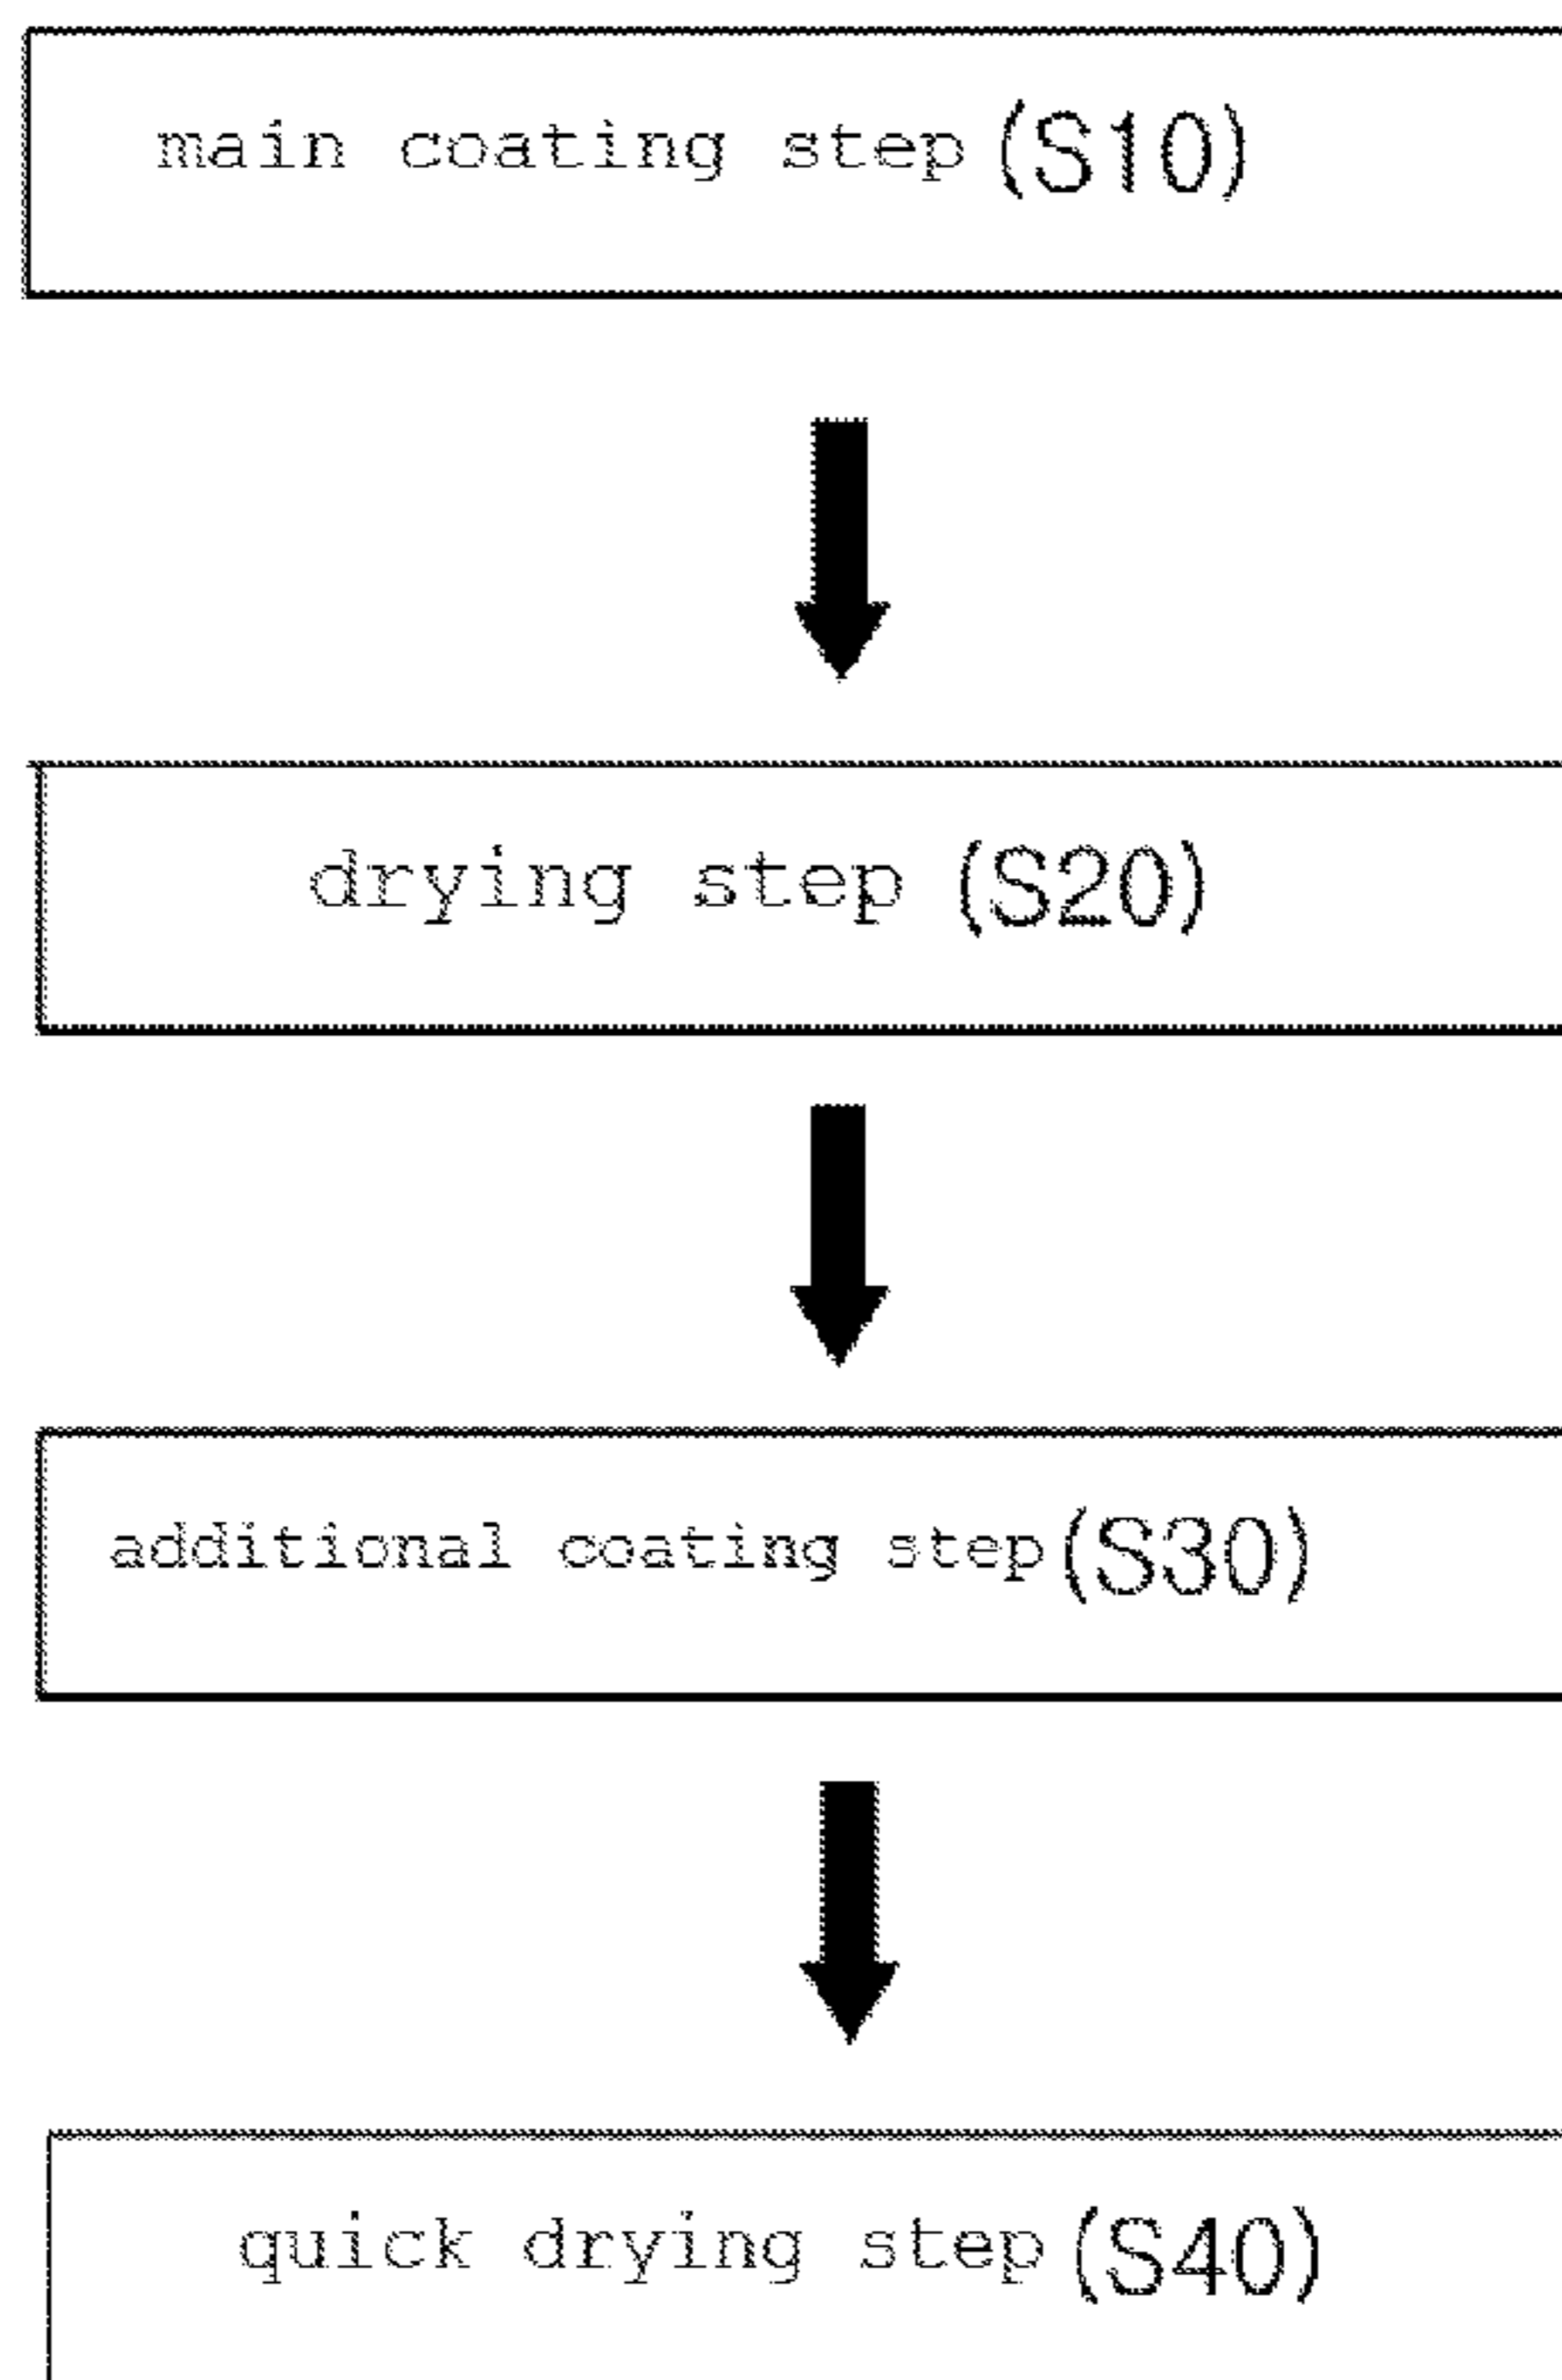 main coating step (S10)
drying step (S20)
additional coating step(S30)
quick drying step(S40)